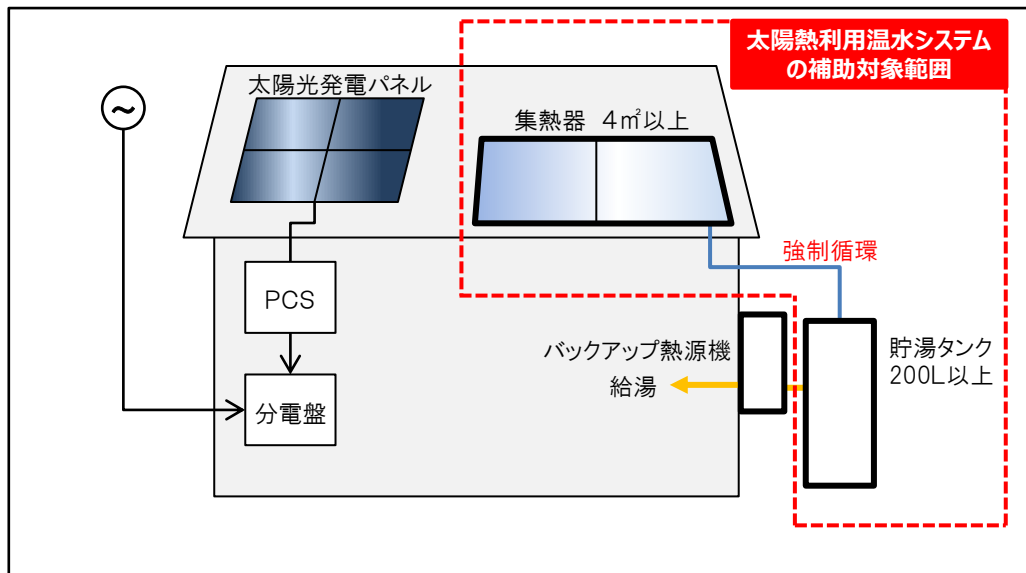 太陽熱利用温水システム
の補助対象範囲
太陽光発電パネル
～
集熱器 4㎡以上
強制循環
PCS
バックアップ熱源機
給湯
貯湯タンク
200L以上
分電盤